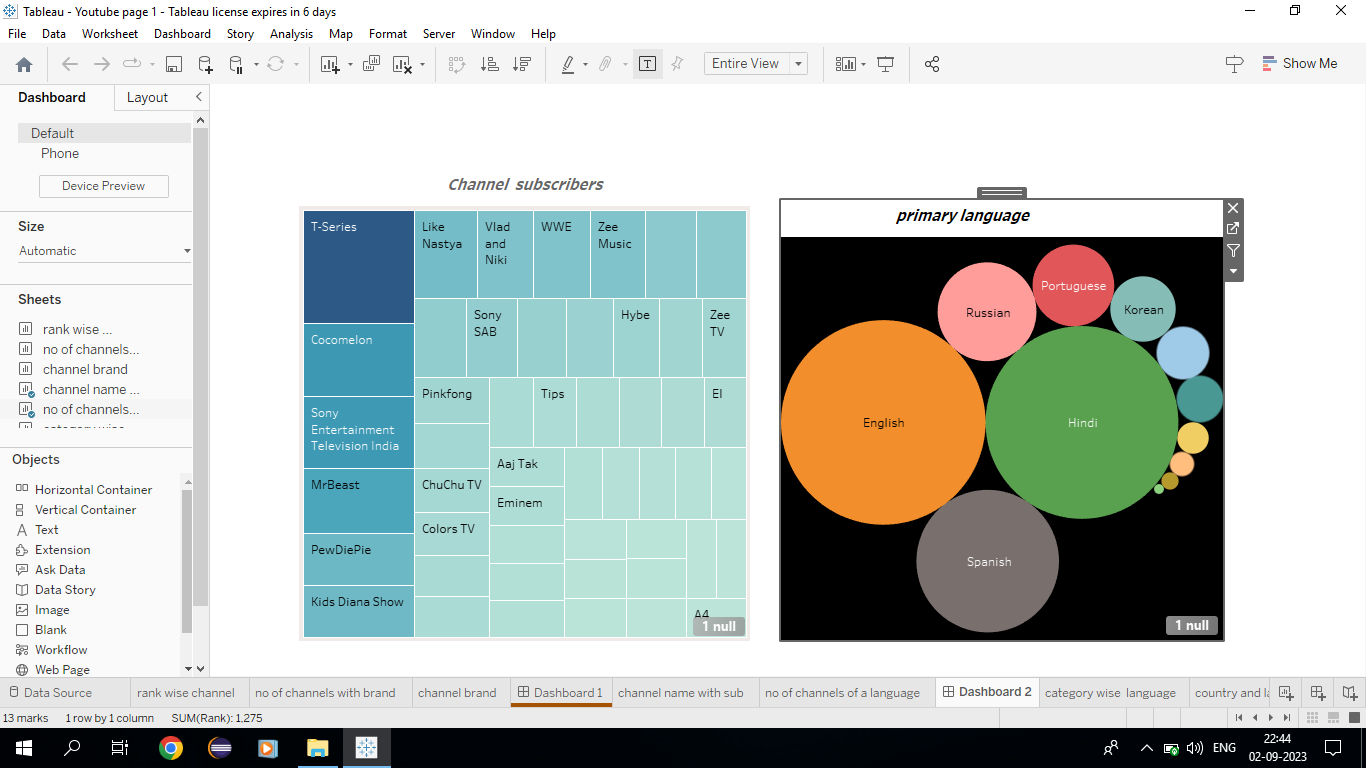 Tableau - Youtube page 1 - Tableau license expires in 6 days
File Data Worksheet Dashboard Story Analysis Map Format Server Window Help
Entire View
Show Me
Dashboard Layout
Default
Phone
Device Preview
Size
Automatic
Sheets
rank wise ...
no of channels...
channel brand
channel name ...
no of channels...
Objects
Horizontal Container
Vertical Container
Text
Extension
Ask Data
Data Story
Image
Blank
Workflow
Web Page
Channel subscribers
T-Series
Cocomelon
Sony
Entertainment
Television India
MrBeast
PewDiePie
Kids Diana Show
Like
Nastya
Vlad
and
Niki
WWE
Zee
Music
Sony
SAB
Hybe
Zee
TV
Pinkfong
Tips
El
Aaj Tak
ChuChu TV
Eminem
Colors TV
A4
1 null
primary language
Russian
Portuguese
Korean
English
Hindi
Spanish
1 null
Data Source rank wise channel no of channels with brand channel brand Dashboard 1 channel name with sub no of channels of a language Dashboard 2 category wise language country and la
13 marks 1 row by 1 column SUM(Rank): 1,275
ENG
22:44
02-09-2023